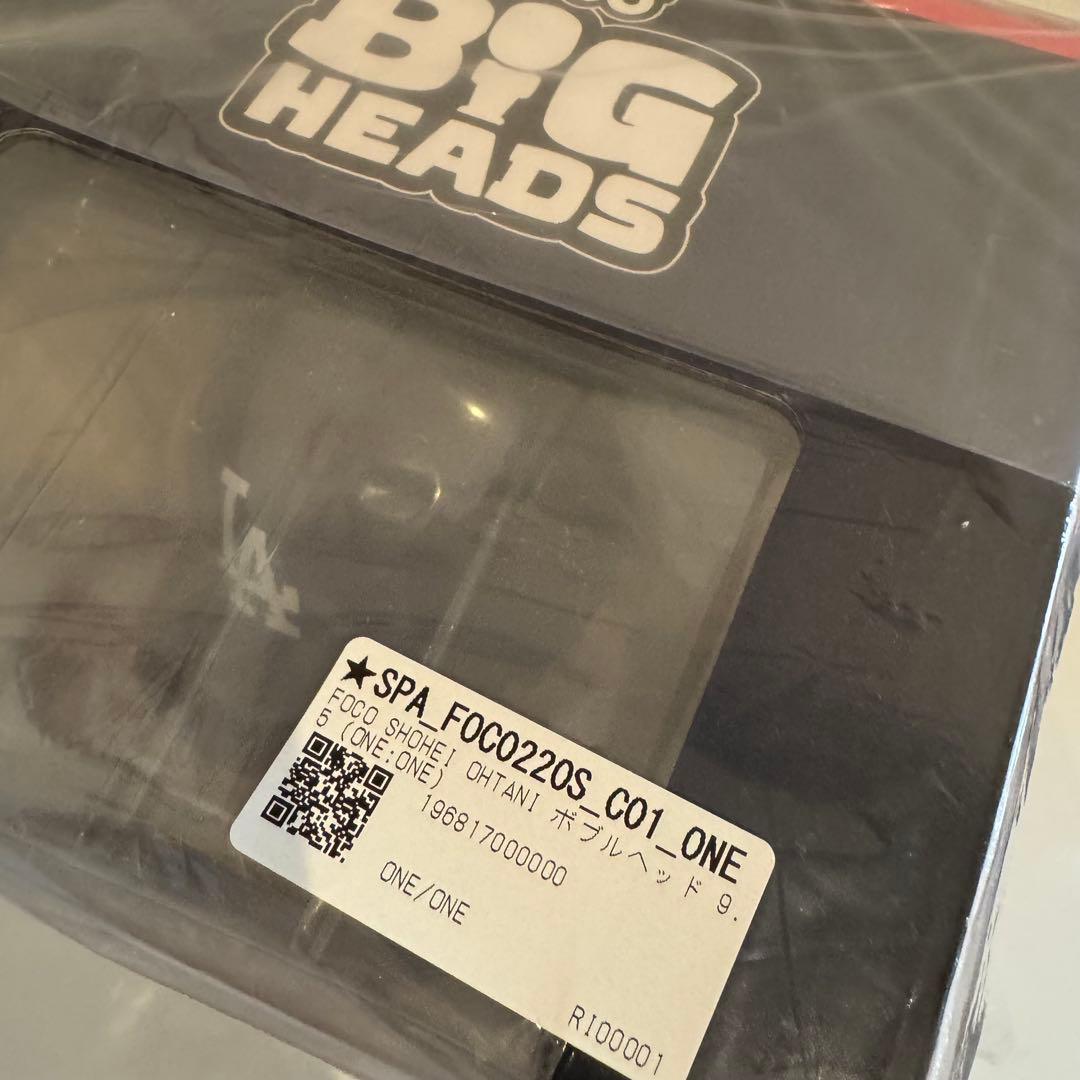 BIG
HEADS
LA
★SPA_FOCO220S_C01_ONE
FOCO SHOHEI OHTANI ボブルヘッド 9.
5 (ONE:ONE)
196817000000
ONE/ONE
RI00001